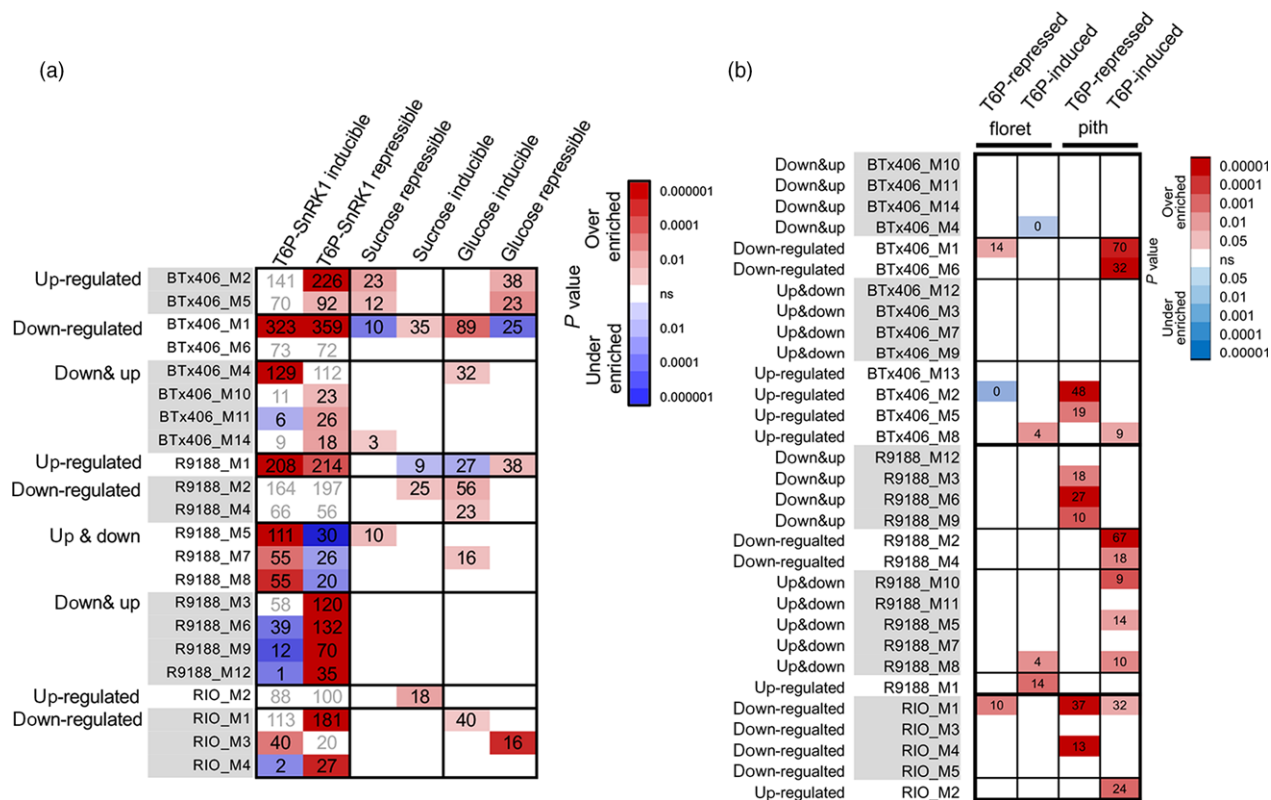 (a)
T6P-SnRK1 inducible
T6P-SnRK1 repressible
Sucrose repressible
Sucrose inducible
Glucose inducible
Glucose repressible
Up-regulated BTx406_M2 141 226 23 38
BTx406_M5 70 92 12 23
Down-regulated BTx406_M1 323 359 10 35 89 25
BTx406_M6 73 72
Down& up BTx406_M4 129 112 32
BTx406_M10 11 23
BTx406_M11 6 26
BTx406_M14 9 18 3
Up-regulated R9188_M1 208 214 9 27 38
Down-regulated R9188_M2 164 197 25 56
R9188_M4 66 56 23
Up & down R9188_M5 111 30 10
R9188_M7 55 26 16
R9188_M8 55 20
Down& up R9188_M3 58 120
R9188_M6 39 132
R9188_M9 12 70
R9188_M12 1 35
Up-regulated RIO_M2 88 100 18
Down-regulated RIO_M1 113 181 40
RIO_M3 40 20 16
RIO_M4 2 27
Over enriched
Under enriched
P value
0.000001
0.0001
0.01
ns
0.01
0.0001
0.000001
(b)
T6P-repressed
T6P-induced
T6P-repressed
T6P-induced
floret pith
Down&up BTx406_M10
Down&up BTx406_M11
Down&up BTx406_M14
Down&up BTx406_M4 0
Down-regulated BTx406_M1 14 70
Down-regulated BTx406_M6 32
Up&down BTx406_M12
Up&down BTx406_M3
Up&down BTx406_M7
Up&down BTx406_M9
Up-regulated BTx406_M13
Up-regulated BTx406_M2 0 48
Up-regulated BTx406_M5 19
Up-regulated BTx406_M8 4 9
Down&up R9188_M12
Down&up R9188_M3 18
Down&up R9188_M6 27
Down&up R9188_M9 10
Down-regualted R9188_M2 67
Down-regualted R9188_M4 18
Up&down R9188_M10 9
Up&down R9188_M11
Up&down R9188_M5 14
Up&down R9188_M7
Up&down R9188_M8 4 10
Up-regulated R9188_M1 14
Down-regualted RIO_M1 10 37 32
Down-regualted RIO_M3
Down-regualted RIO_M4 13
Down-regualted RIO_M5
Up-regulated RIO_M2 24
Over enriched
Under enriched
P value
0.00001
0.0001
0.001
0.01
0.05
ns
0.05
0.01
0.001
0.0001
0.00001